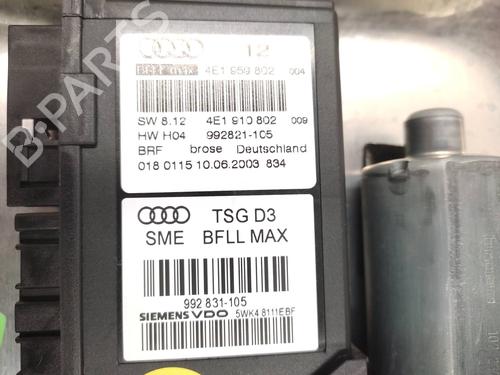 B-PARTS
12
4E1 959 802 004
SW 8.12 4E1 910 802 009
HW H04 992821-105
BRF brose Deutschland
018 0115 10.06.2003 834
TSG D3
SME BFLL MAX
992 831-105
SIEMENS VDO 5WK4 8111EBF